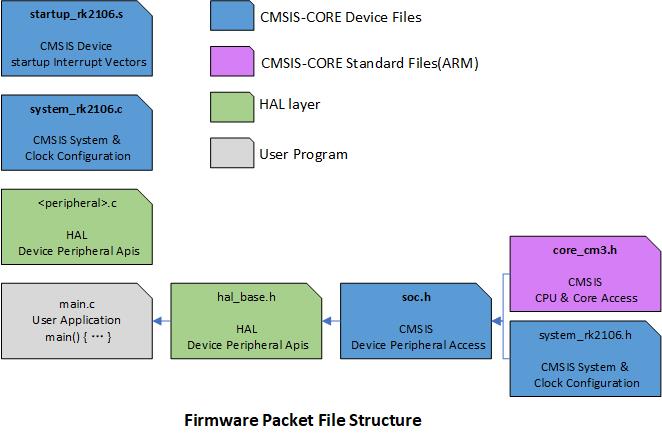 startup_rk2106.s
CMSIS Device
startup Interrupt Vectors
CMSIS-CORE Device Files
CMSIS-CORE Standard Files(ARM)
HAL layer
User Program
system_rk2106.c
CMSIS System &
Clock Configuration
<peripheral>.c
HAL
Device Peripheral Apis
main.c
User Application
main() { ··· }
hal_base.h
HAL
Device Peripheral Apis
soc.h
CMSIS
Device Peripheral Access
core_cm3.h
CMSIS
CPU & Core Access
system_rk2106.h
CMSIS System &
Clock Configuration
Firmware Packet File Structure